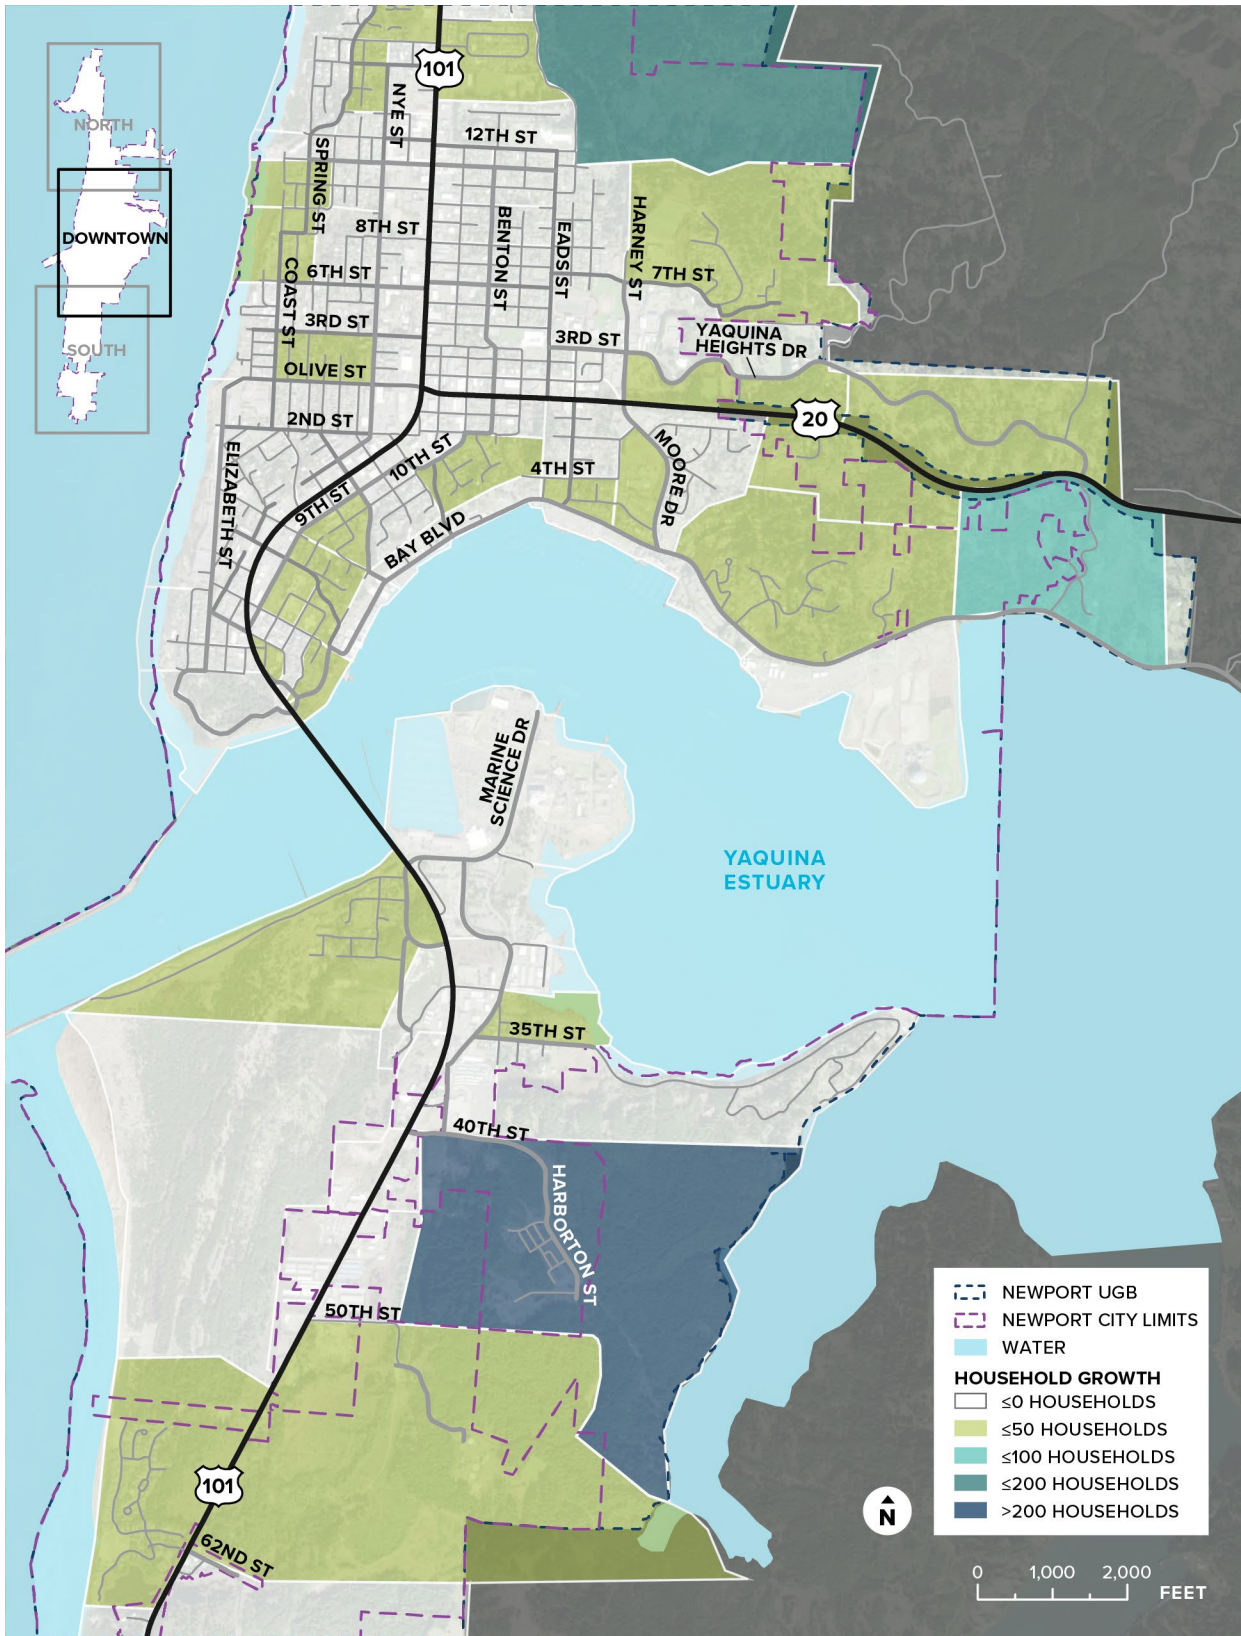 NORTH
DOWNTOWN
SOUTH
101
NYE ST
12TH ST
SPRING ST
8TH ST
BENTON ST
EADS ST
HARNEY ST
COAST ST
6TH ST
7TH ST
3RD ST
3RD ST
YAQUINA
HEIGHTS DR
OLIVE ST
2ND ST
20
ELIZABETH ST
10TH ST
4TH ST
MOORE DR
9TH ST
BAY BLVD
MARINE
SCIENCE DR
YAQUINA
ESTUARY
35TH ST
40TH ST
HARBORTON ST
50TH ST
101
62ND ST
NEWPORT UGB
NEWPORT CITY LIMITS
WATER
HOUSEHOLD GROWTH
≤0 HOUSEHOLDS
≤50 HOUSEHOLDS
≤100 HOUSEHOLDS
≤200 HOUSEHOLDS
>200 HOUSEHOLDS
N
0 1,000 2,000
FEET